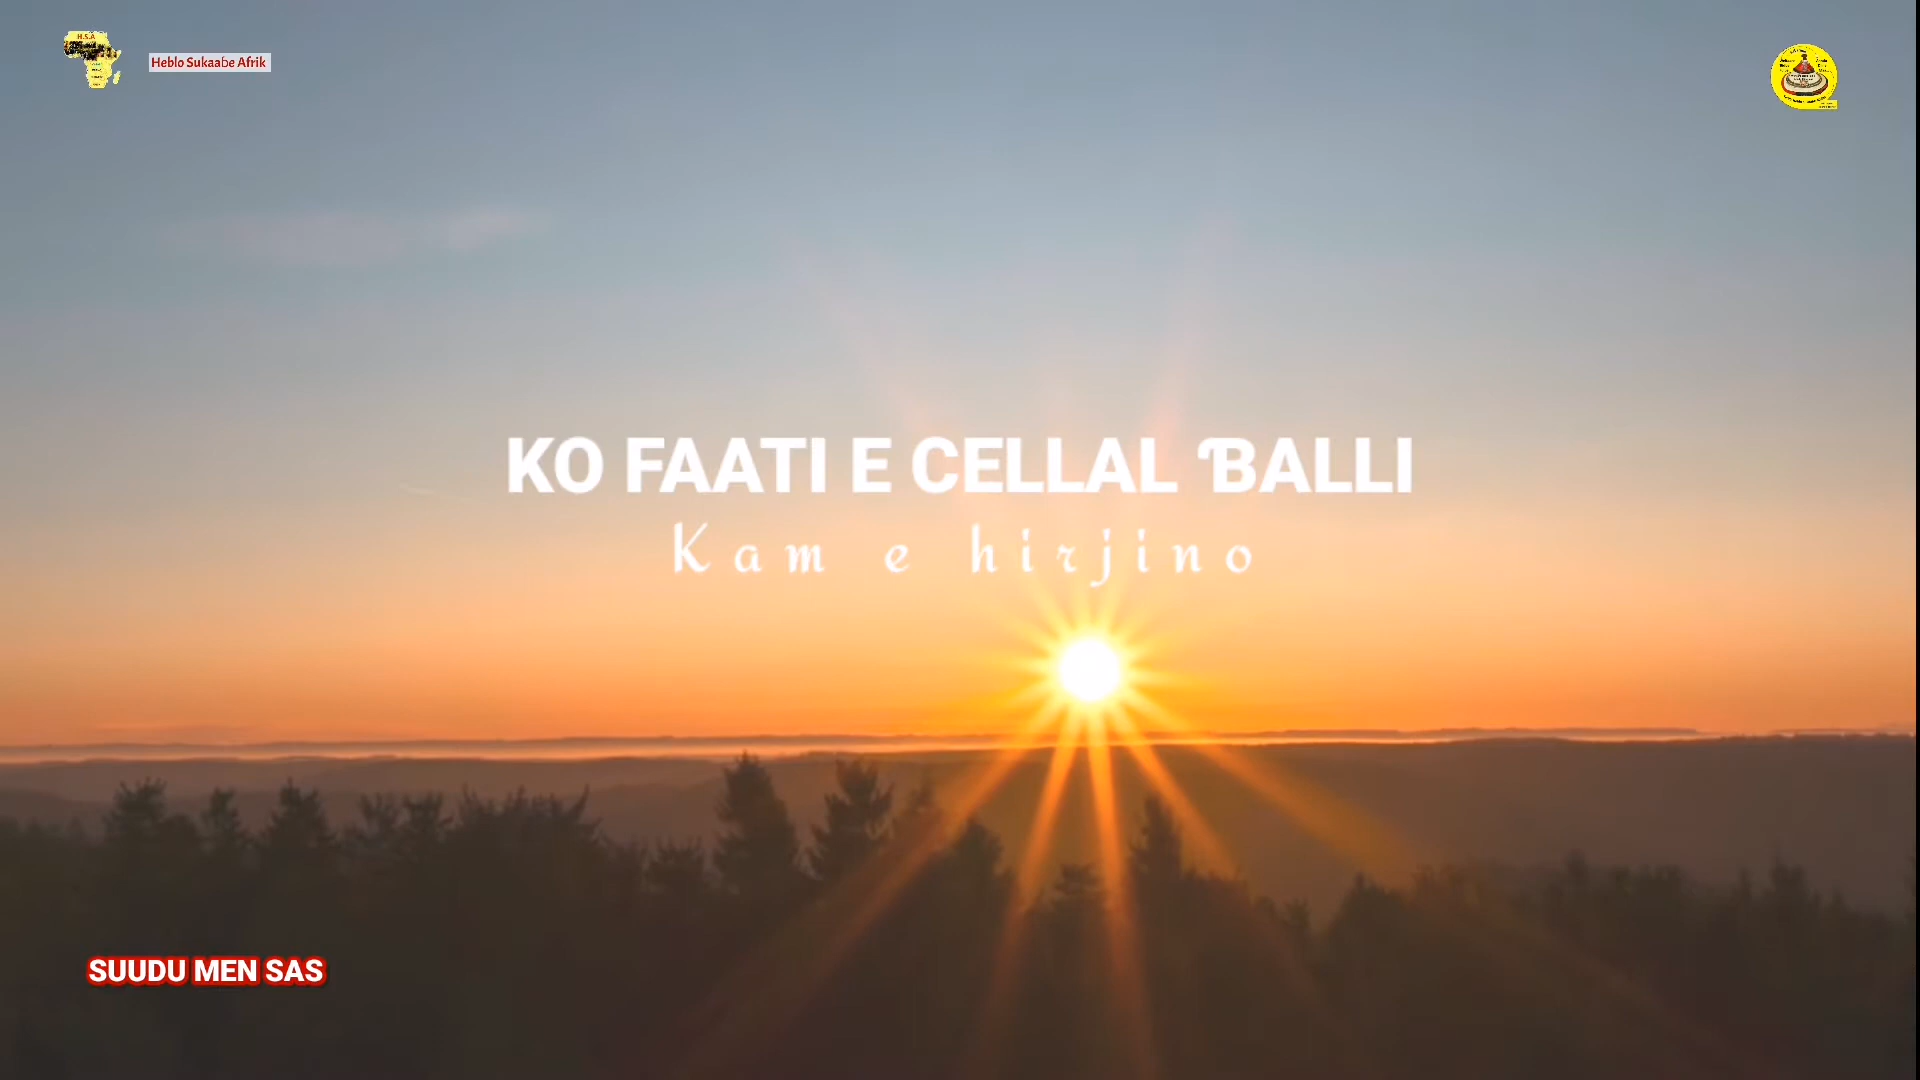 H.S.A
Heblo Sukaaɓe Afrik
KO FAATI E CELLAL ƁALLI
Kam e hirjino
SUUDU MEN SAS